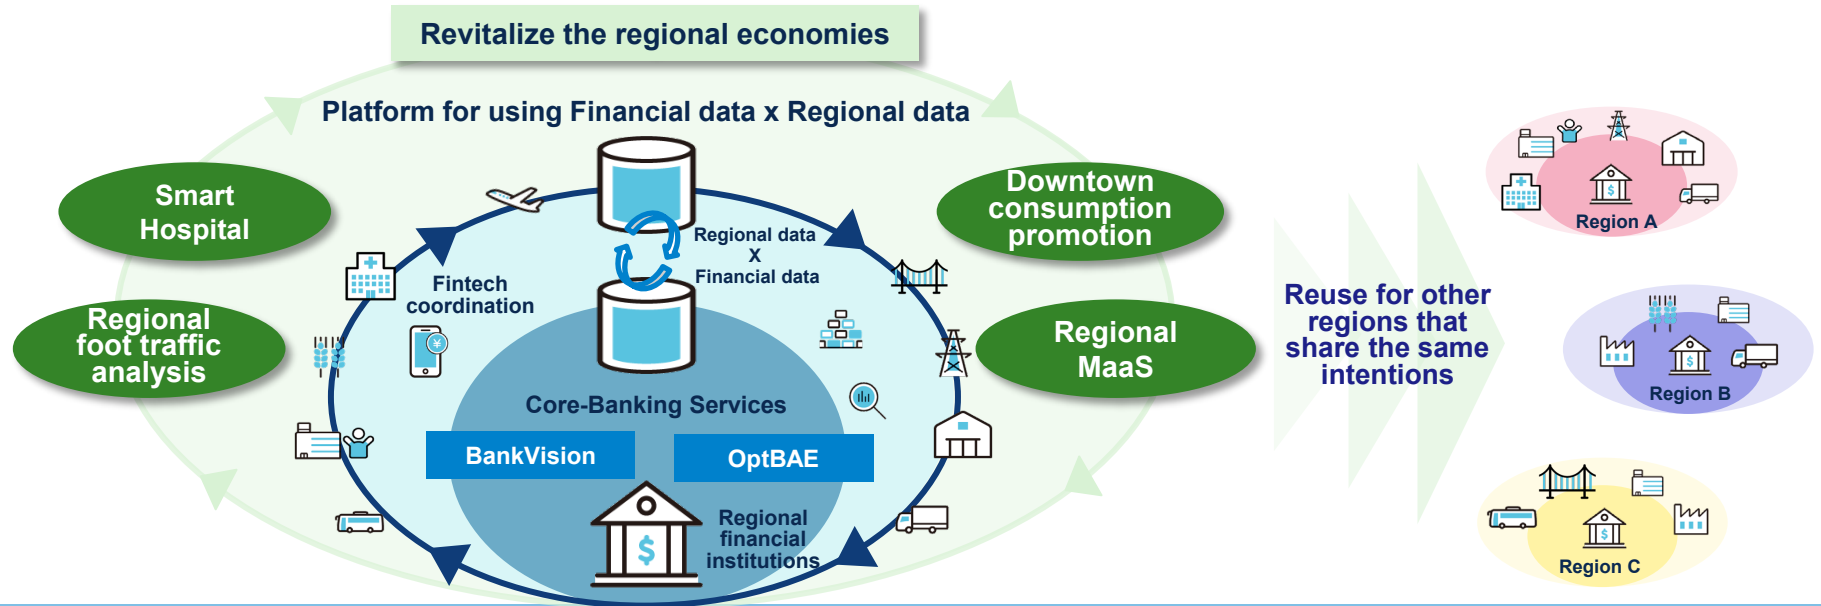 Revitalize the regional economies
Platform for using Financial data x Regional data
Smart
Hospital
Regional
foot traffic
analysis
Downtown
consumption
promotion
Regional
MaaS
Regional data
X
Financial data
Fintech
coordination
¥
Core-Banking Services
BankVision
OptBAE
$
Regional
financial
institutions
Reuse for other
regions that
share the same
intentions
$
Region A
$
Region B
$
Region C